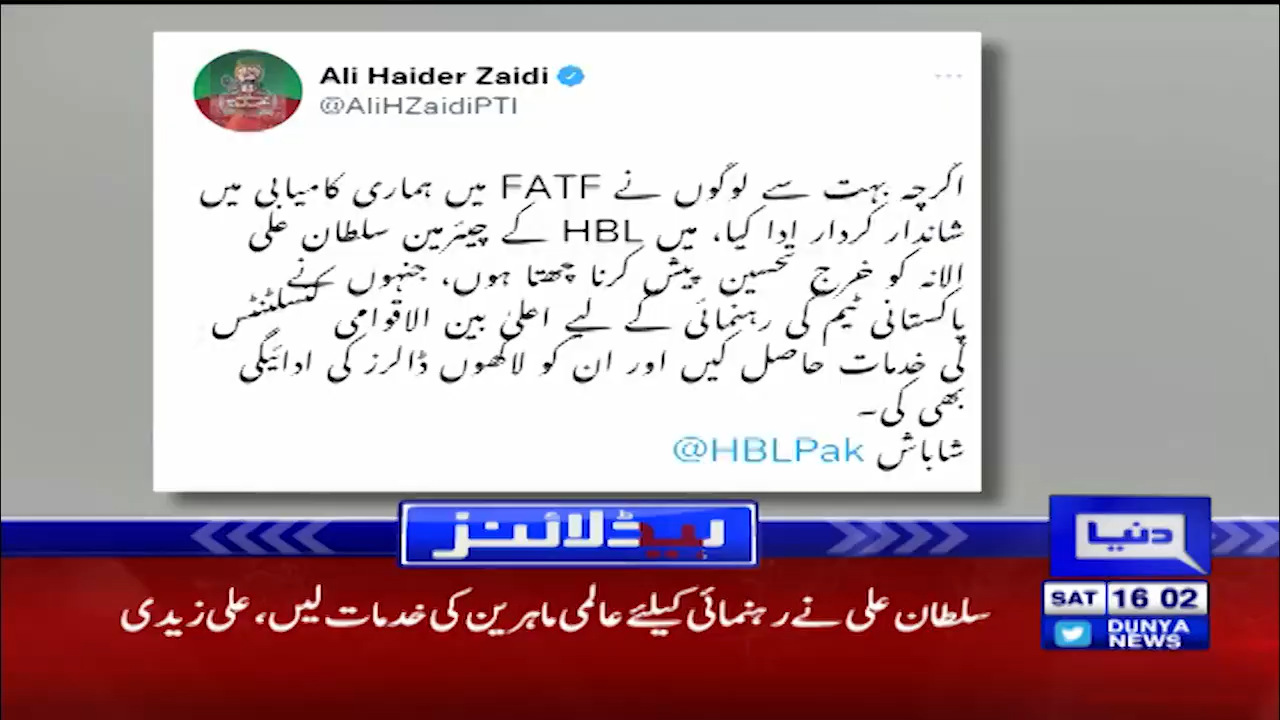 Ali Haider Zaidi
@AliHZaidiPTI
اگرچہ بہت سے لوگوں نے FATF میں ہماری کامیابی میں
شاندار کردار ادا کیا، میں HBL کے چیئرمین سلطان علی
الانہ کو خراج تحسین پیش کرنا چھتا ہوں، جنہوں نے
پاکستانی ٹیم کی رہنمائی کے لیے اعلیٰ بین الاقوامی کنسلٹنٹس
کی خدمات حاصل کیں اور ان کو لاکھوں ڈالرز کی ادائیگی
بھی کی۔
شاباش @HBLPak
ہیڈلائنز
دنیا
سلطان علی نے رہنمائی کیلئے عالمی ماہرین کی خدمات لیں، علی زیدی
SAT 16 02
DUNYA
NEWS